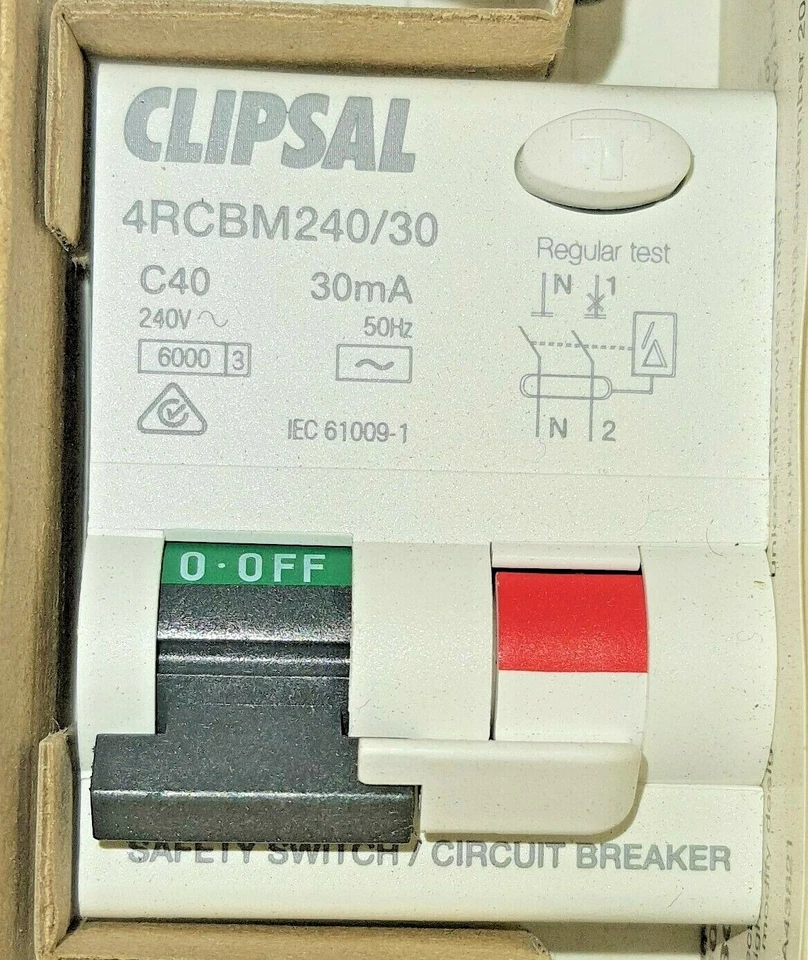 CLIPSAL
T
4RCBM240/30
Regular test
C40 30mA
N 1
240V ~ 50Hz
6000 3 ~
IEC 61009-1
N 2
O·OFF
SAFETY SWITCH / CIRCUIT BREAKER